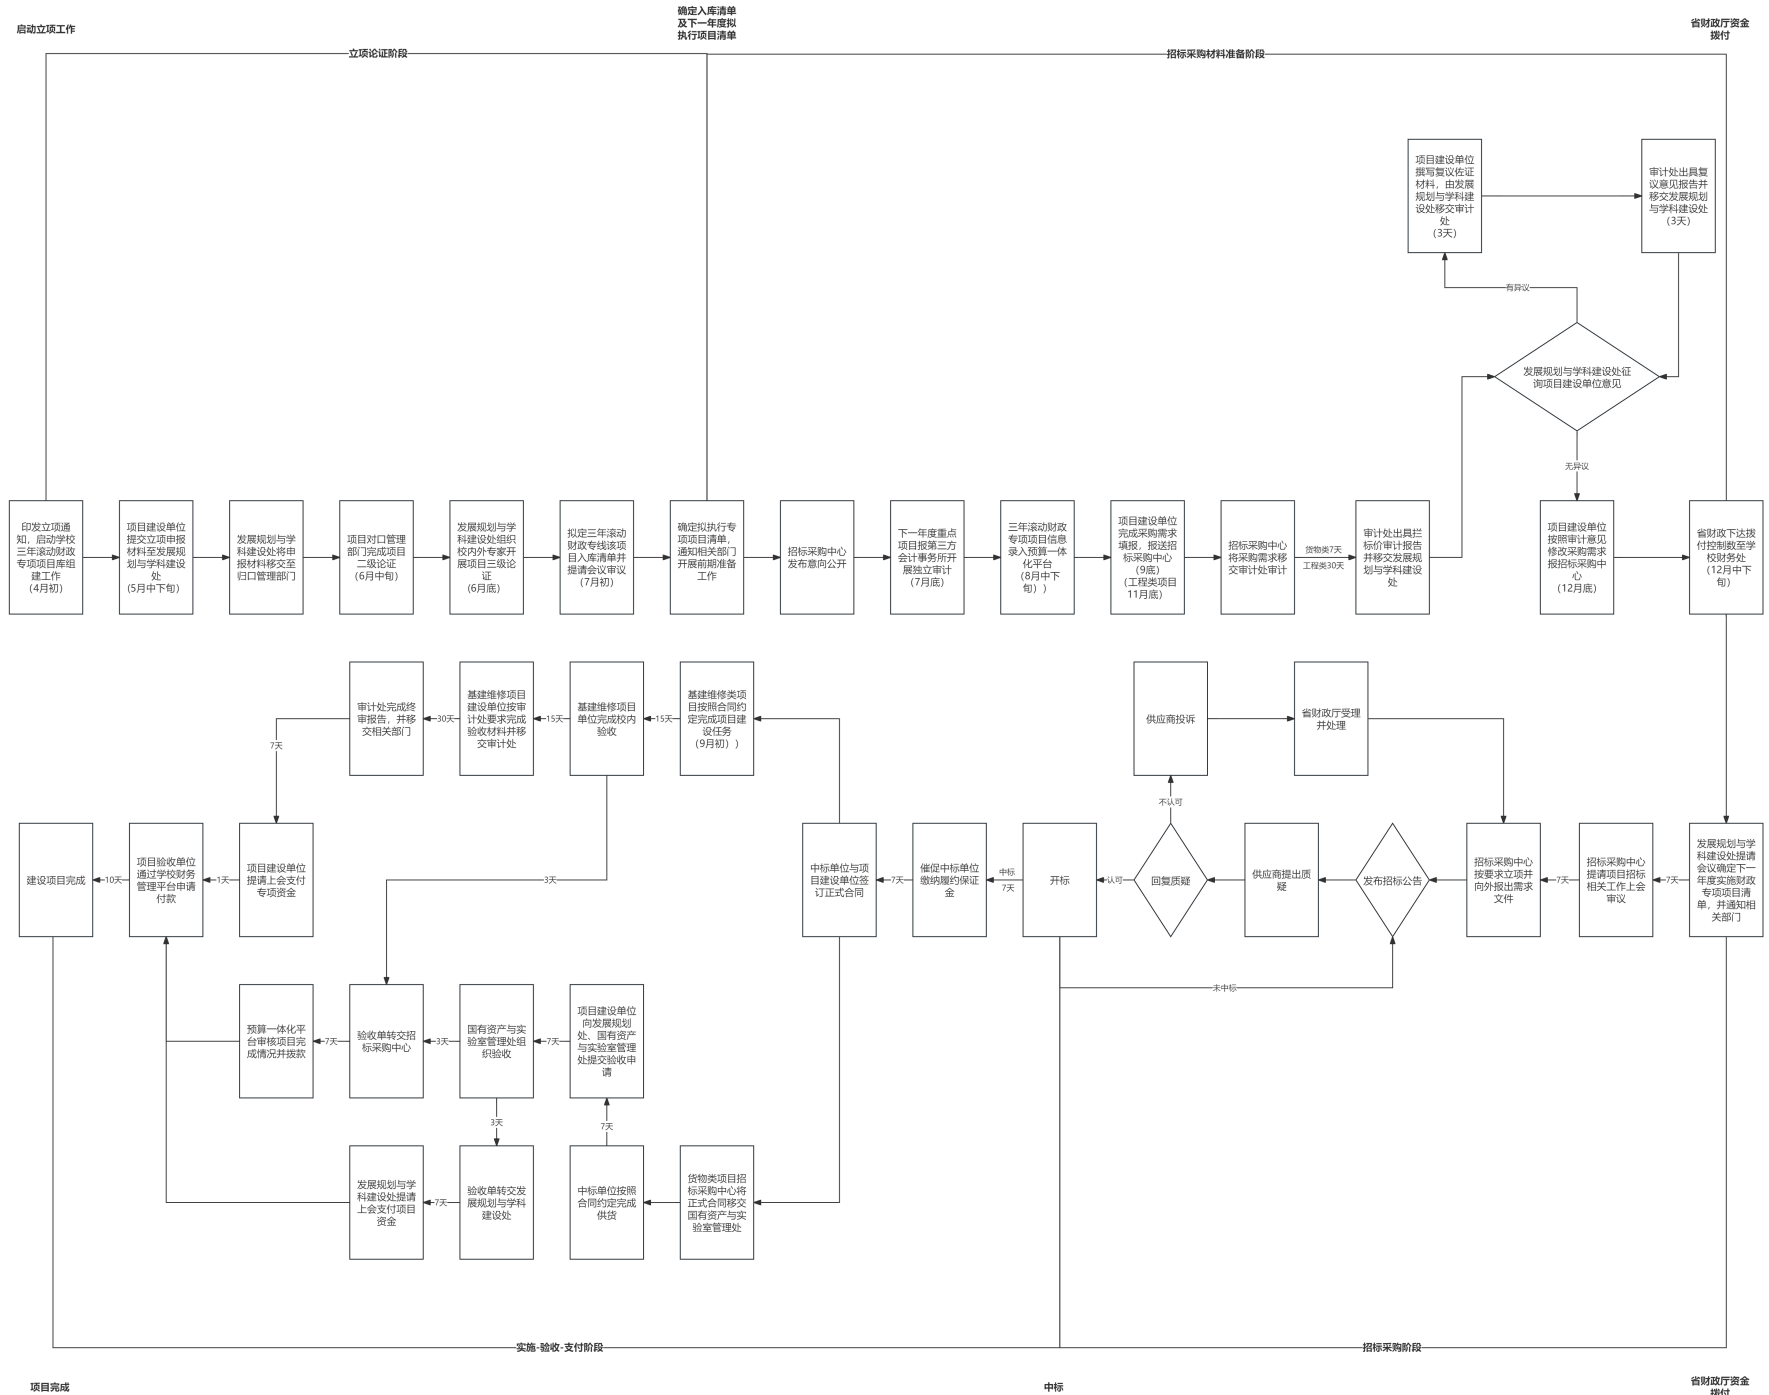 启动立项工作
确定入库清单
及下一年度拟
执行项目清单
省财政厅资金
拨付
立项论证阶段
招标采购材料准备阶段
项目建设单位
撰写复议佐证
材料，由发展
规划与学科建
设处移交审计
处
（3天）
审计处出具复
议意见报告并
移交发展规划
与学科建设处
（3天）
有异议
发展规划与学科建设处征
询项目建设单位意见
无异议
印发立项通
知，启动学校
三年滚动财政
专项项目库组
建工作
（4月初）
项目建设单位
提交立项申报
材料至发展规
划与学科建设
处
(5月中下旬）
发展规划与学
科建设处将申
报材料移交至
归口管理部门
项目对口管理
部门完成项目
二级论证
（6月中旬）
发展规划与学
科建设处组织
校内外专家开
展项目三级论
证
(6月底）
拟定三年滚动
财政专线该项
目入库清单并
提请会议审议
（7月初）
确定拟执行专
项项目清单，
通知相关部门
开展前期准备
工作
招标采购中心
发布意向公开
下一年度重点
项目报第三方
会计事务所开
展独立审计
（7月底）
三年滚动财政
专项项目信息
录入预算一体
化平台
（8月中下
旬））
项目建设单位
完成采购需求
填报，报送招
标采购中心
（9底）
（工程类项目
11月底）
招标采购中心
将采购需求移
交审计处审计
货物类7天
工程类30天
审计处出具拦
标价审计报告
并移交发展规
划与学科建设
处
项目建设单位
按照审计意见
修改采购需求
报招标采购中
心
（12月底）
省财政下达拨
付控制数至学
校财务处
（12月中下
旬）
审计处完成终
审报告，并移
交相关部门
30天
基建维修项目
建设单位按审
计处要求完成
验收材料并移
交审计处
15天
基建维修项目
单位完成校内
验收
15天
基建维修类项
目按照合同约
定完成项目建
设任务
（9月初））
供应商投诉
省财政厅受理
并处理
7天
不认可
建设项目完成
10天
项目验收单位
通过学校财务
管理平台申请
付款
1天
项目建设单位
提请上会支付
专项资金
3天
中标单位与项
目建设单位签
订正式合同
7天
催促中标单位
缴纳履约保证
金
中标
7天
开标
认可
回复质疑
供应商提出质
疑
发布招标公告
招标采购中心
按要求立项并
向外报出需求
文件
7天
招标采购中心
提请项目招标
相关工作上会
审议
7天
发展规划与学
科建设处提请
会议确定下一
年度实施财政
专项项目清
单，并通知相
关部门
未中标
预算一体化平
台审核项目完
成情况并拨款
7天
验收单转交招
标采购中心
3天
国有资产与实
验室管理处组
织验收
7天
项目建设单位
向发展规划
处、国有资产
与实验室管理
处提交验收申
请
3天
7天
发展规划与学
科建设处提请
上会支付项目
资金
7天
验收单转交发
展规划与学科
建设处
中标单位按照
合同约定完成
供货
货物类项目招
标采购中心将
正式合同移交
国有资产与实
验室管理处
实施-验收-支付阶段
招标采购阶段
项目完成
中标
省财政厅资金
拨付